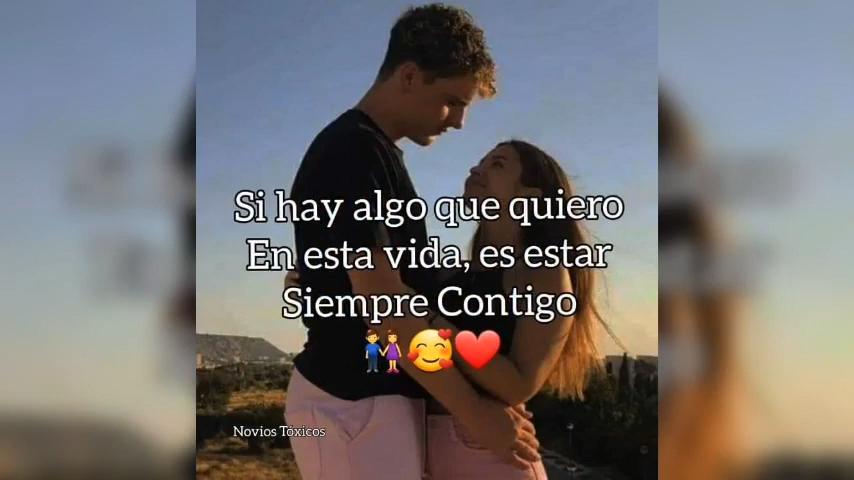 Si hay algo que quiero
En esta vida, es estar
Siempre Contigo
👫🥰❤️
Novios Tóxicos